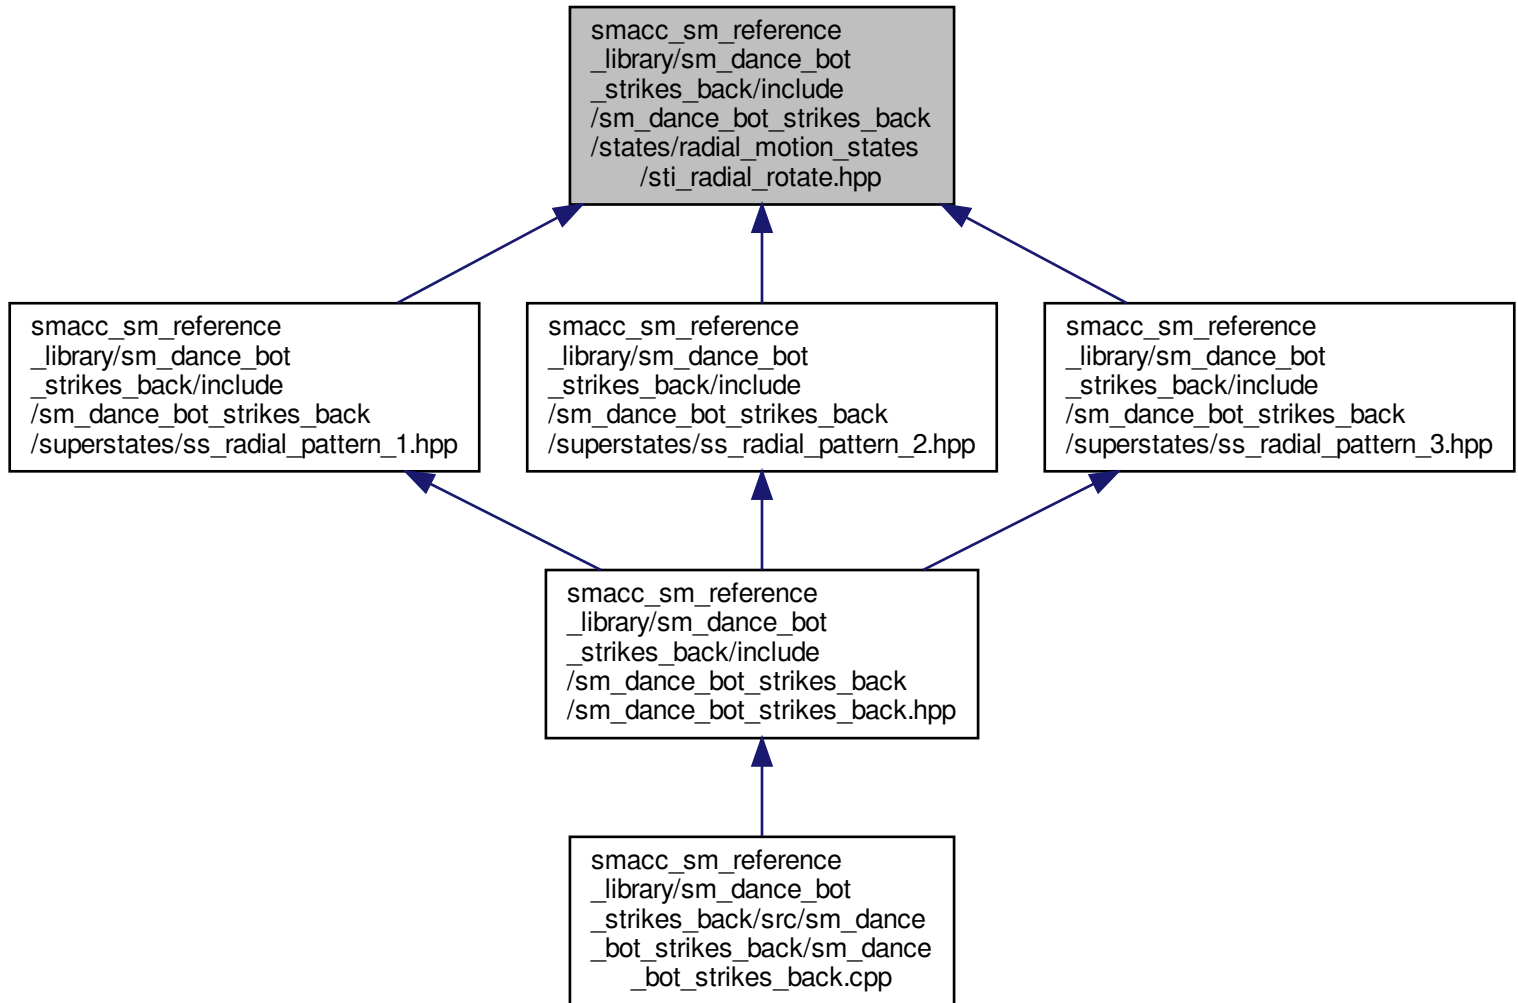 smacc_sm_reference
_library/sm_dance_bot
_strikes_back/include
/sm_dance_bot_strikes_back
/states/radial_motion_states
/sti_radial_rotate.hpp
smacc_sm_reference
_library/sm_dance_bot
_strikes_back/include
/sm_dance_bot_strikes_back
/superstates/ss_radial_pattern_1.hpp
smacc_sm_reference
_library/sm_dance_bot
_strikes_back/include
/sm_dance_bot_strikes_back
/superstates/ss_radial_pattern_2.hpp
smacc_sm_reference
_library/sm_dance_bot
_strikes_back/include
/sm_dance_bot_strikes_back
/superstates/ss_radial_pattern_3.hpp
smacc_sm_reference
_library/sm_dance_bot
_strikes_back/include
/sm_dance_bot_strikes_back
/sm_dance_bot_strikes_back.hpp
smacc_sm_reference
_library/sm_dance_bot
_strikes_back/src/sm_dance
_bot_strikes_back/sm_dance
_bot_strikes_back.cpp